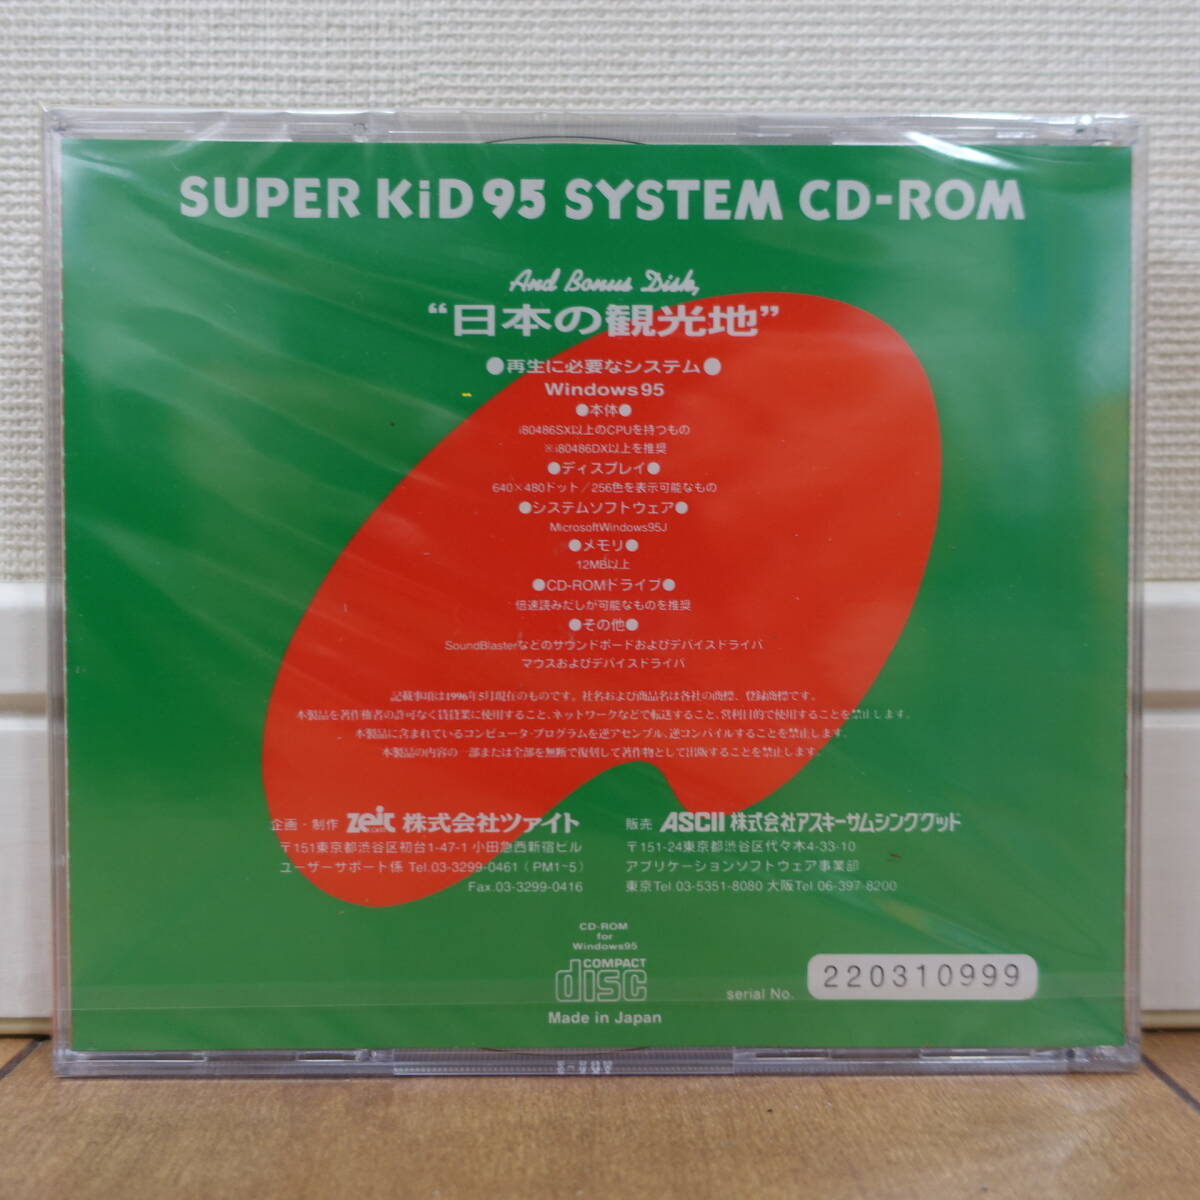 SUPER KiD 95 SYSTEM CD-ROM
And Bonus Disk,
“日本の観光地”
●再生に必要なシステム●
Windows95
●本体●
i80486SX以上のCPUを持つもの
※i80486DX以上を推奨
●ディスプレイ●
640×480ドット／256色を表示可能なもの
●システムソフトウェア●
MicrosoftWindows95J
●メモリ●
12MB以上
●CD-ROMドライブ●
倍速読みだしが可能なものを推奨
●その他●
SoundBlasterなどのサウンドボードおよびデバイスドライバ
マウスおよびデバイスドライバ
記載事項は1996年5月現在のものです。社名および商品名は各社の商標、登録商標です。
本製品を著作権者の許可なく賃貸業に使用すること、ネットワークなどで転送すること、営利目的で使用することを禁止します。
本製品に含まれているコンピュータ・プログラムを逆アセンブル、逆コンパイルすることを禁止します。
本製品の内容の一部または全部を無断で復刻して著作物として出版することを禁止します。
企画・制作 Zeit 株式会社ツァイト
〒151東京都渋谷区初台1-47-1 小田急西新宿ビル
ユーザーサポート係 Tel.03-3299-0461（PM1~5）
Fax.03-3299-0416
販売 ASCII 株式会社アスキーサムシンググッド
〒151-24東京都渋谷区代々木4-33-10
アプリケーションソフトウェア事業部
東京Tel 03-5351-8080 大阪Tel.06-397-8200
CD-ROM
for
Windows95
COMPACT
disc
Made in Japan
serial No. 220310999